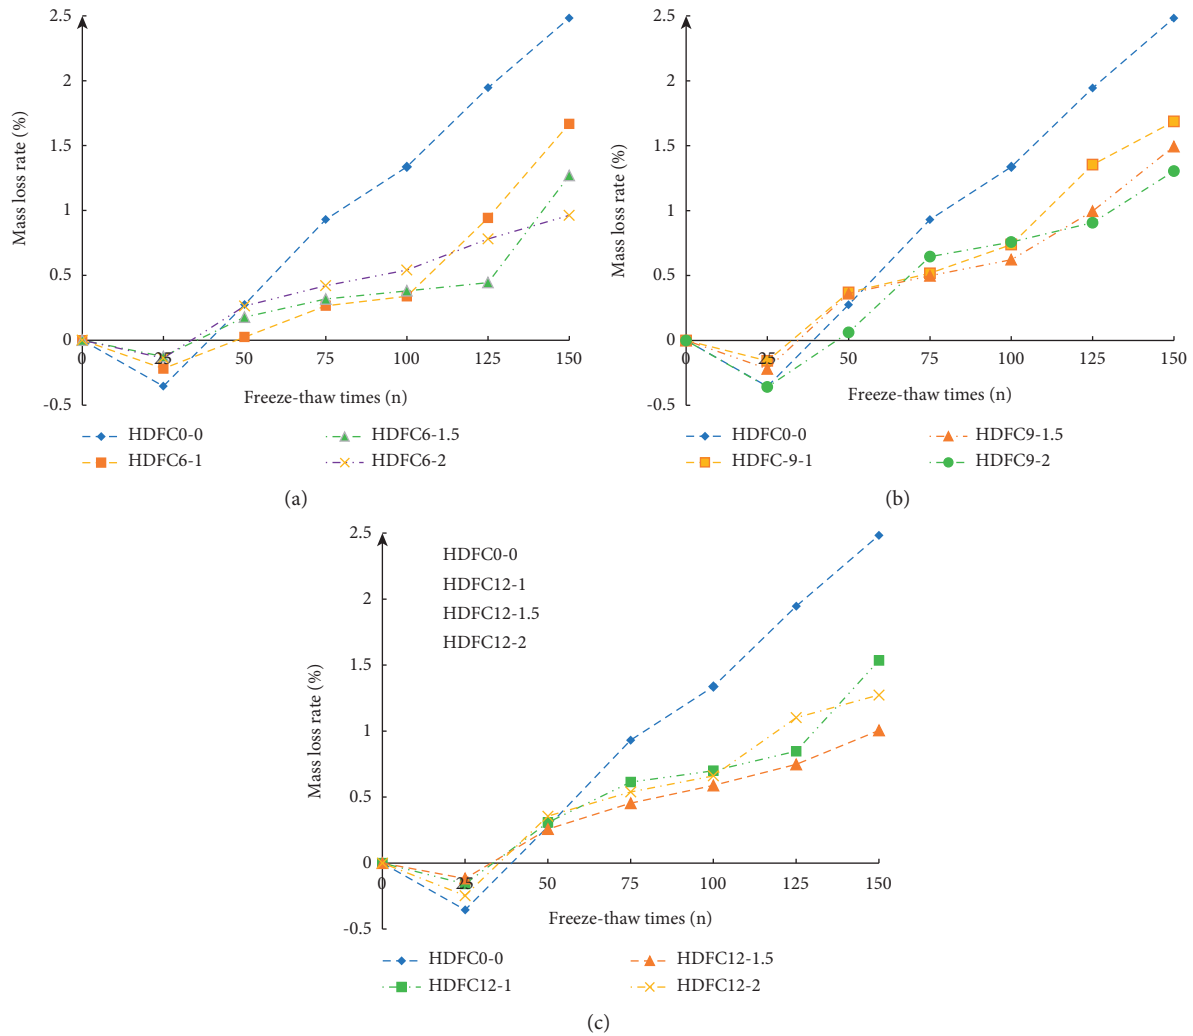 2.5
2
1.5
1
0.5
0
-0.5
Mass loss rate (%)
0 25 50 75 100 125 150
Freeze-thaw times (n)
HDFC0-0 HDFC6-1.5
HDFC6-1 HDFC6-2
(a)
2.5
2
1.5
1
0.5
0
-0.5
Mass loss rate (%)
0 25 50 75 100 125 150
Freeze-thaw times (n)
HDFC0-0 HDFC9-1.5
HDFC-9-1 HDFC9-2
(b)
2.5
2
1.5
1
0.5
0
-0.5
Mass loss rate (%)
HDFC0-0
HDFC12-1
HDFC12-1.5
HDFC12-2
0 25 50 75 100 125 150
Freeze-thaw times (n)
HDFC0-0 HDFC12-1.5
HDFC12-1 HDFC12-2
(c)